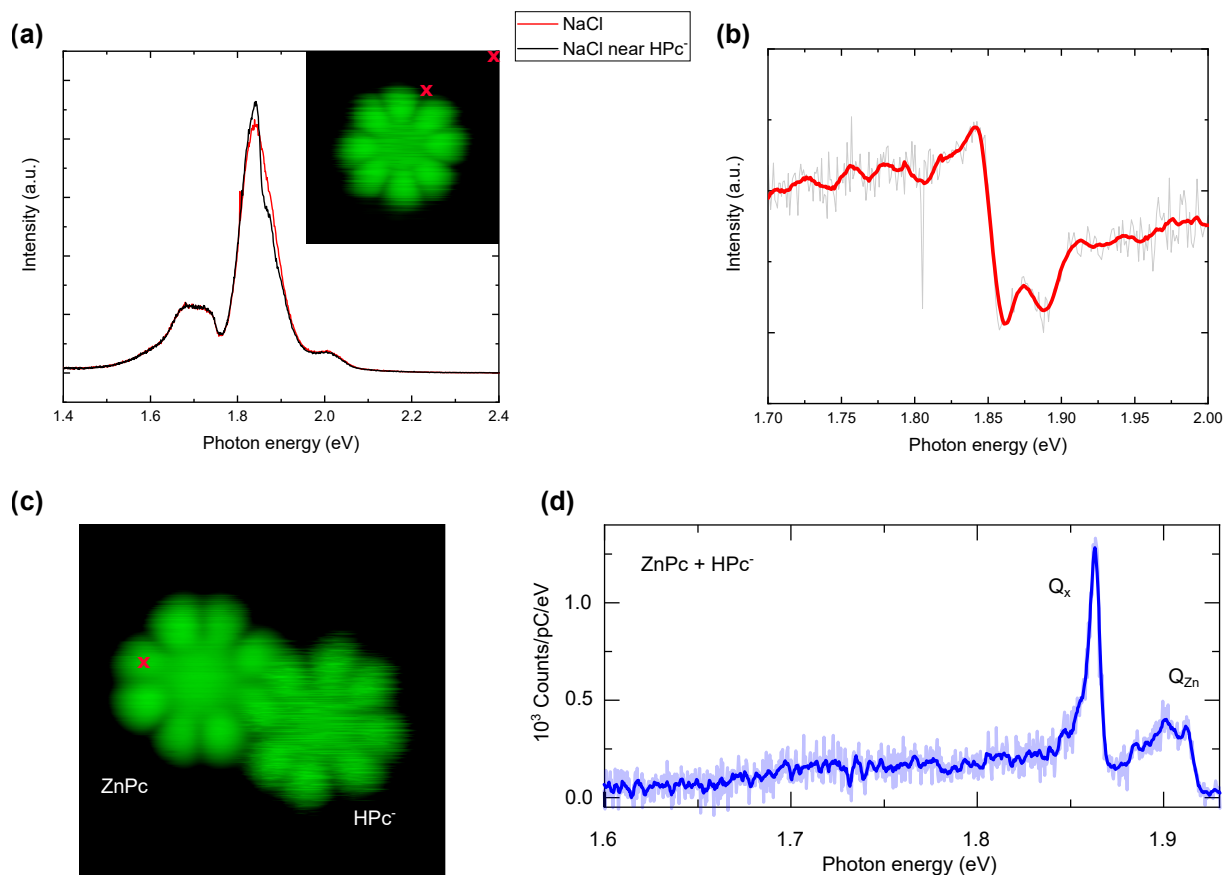 (a)
NaCl
NaCl near HPc⁻
(b)
x
x
Intensity (a.u.)
1.4 1.6 1.8 2.0 2.2 2.4
Photon energy (eV)
Intensity (a.u.)
1.70 1.75 1.80 1.85 1.90 1.95 2.00
Photon energy (eV)
(c)
x
ZnPc
HPc⁻
(d)
ZnPc + HPc⁻
Qx
QZn
10³ Counts/pC/eV
1.0
0.5
0.0
1.6 1.7 1.8 1.9
Photon energy (eV)